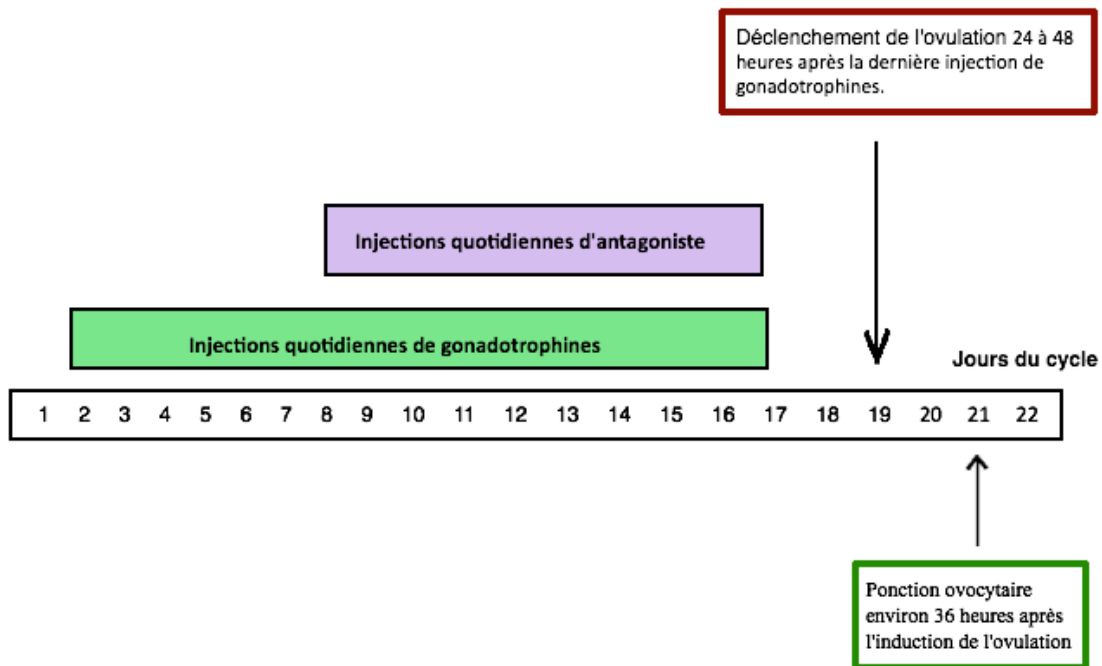 Déclenchement de l'ovulation 24 à 48
heures après la dernière injection de
gonadotrophines.
Injections quotidiennes d'antagoniste
Injections quotidiennes de gonadotrophines
Jours du cycle
1 2 3 4 5 6 7 8 9 10 11 12 13 14 15 16 17 18 19 20 21 22
Ponction ovocytaire
environ 36 heures après
l'induction de l'ovulation